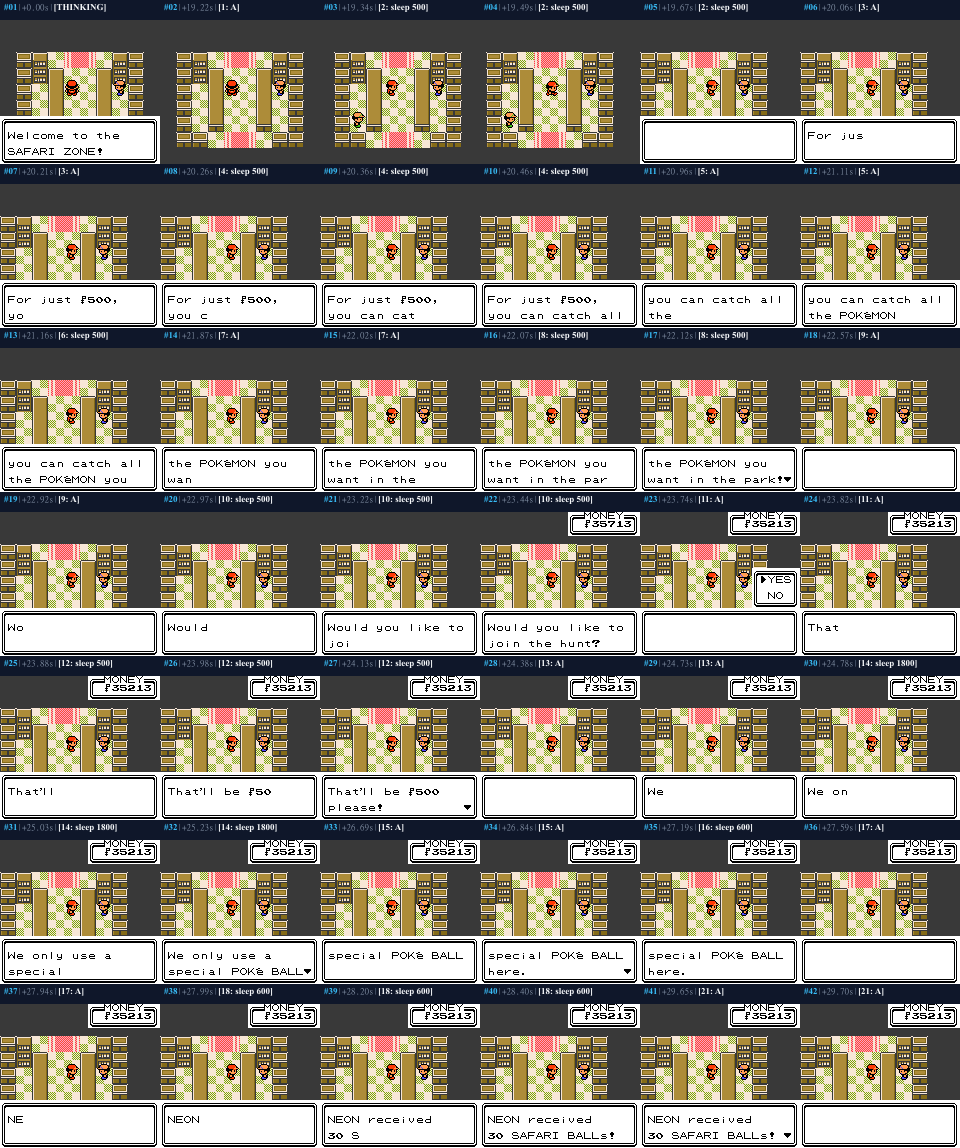 #01|+0.00s| [THINKING]
#02|+19.22s| [1: A]
#03|+19.34s| [2: sleep 500]
#04|+19.49s| [2: sleep 500]
#05|+19.67s| [2: sleep 500]
#06|+20.06s| [3: A]
Welcome to the
SAFARI ZONE!
For jus
#07|+20.21s| [3: A]
#08|+20.26s| [4: sleep 500]
#09|+20.36s| [4: sleep 500]
#10|+20.46s| [4: sleep 500]
#11|+20.96s| [5: A]
#12|+21.11s| [5: A]
For just ₽500,
yo
For just ₽500,
you c
For just ₽500,
you can cat
For just ₽500,
you can catch all
you can catch all
the
you can catch all
the POKéMON
#13|+21.16s| [6: sleep 500]
#14|+21.87s| [7: A]
#15|+22.02s| [7: A]
#16|+22.07s| [8: sleep 500]
#17|+22.12s| [8: sleep 500]
#18|+22.57s| [9: A]
you can catch all
the POKéMON you
the POKéMON you
wan
the POKéMON you
want in the
the POKéMON you
want in the par
the POKéMON you
want in the park!▼
#19|+22.92s| [9: A]
#20|+22.97s| [10: sleep 500]
#21|+23.22s| [10: sleep 500]
#22|+23.44s| [10: sleep 500]
#23|+23.74s| [11: A]
#24|+23.82s| [11: A]
MONEY
₽35713
MONEY
₽35213
MONEY
₽35213
▶YES
NO
Wo
Would
Would you like to
joi
Would you like to
join the hunt?
That
#25|+23.88s| [12: sleep 500]
#26|+23.98s| [12: sleep 500]
#27|+24.13s| [12: sleep 500]
#28|+24.38s| [13: A]
#29|+24.73s| [13: A]
#30|+24.78s| [14: sleep 1800]
MONEY
₽35213
MONEY
₽35213
MONEY
₽35213
MONEY
₽35213
MONEY
₽35213
MONEY
₽35213
That'll
That'll be ₽50
That'll be ₽500
please! ▼
We
We on
#31|+25.03s| [14: sleep 1800]
#32|+25.23s| [14: sleep 1800]
#33|+26.69s| [15: A]
#34|+26.84s| [15: A]
#35|+27.19s| [16: sleep 600]
#36|+27.59s| [17: A]
MONEY
₽35213
MONEY
₽35213
MONEY
₽35213
MONEY
₽35213
MONEY
₽35213
MONEY
₽35213
We only use a
special
We only use a
special POKé BALL▼
special POKé BALL
special POKé BALL
here. ▼
special POKé BALL
here.
#37|+27.94s| [17: A]
#38|+27.99s| [18: sleep 600]
#39|+28.20s| [18: sleep 600]
#40|+28.40s| [18: sleep 600]
#41|+29.65s| [21: A]
#42|+29.70s| [21: A]
MONEY
₽35213
MONEY
₽35213
MONEY
₽35213
MONEY
₽35213
MONEY
₽35213
MONEY
₽35213
NE
NEON
NEON received
30 S
NEON received
30 SAFARI BALLs!
NEON received
30 SAFARI BALLs! ▼